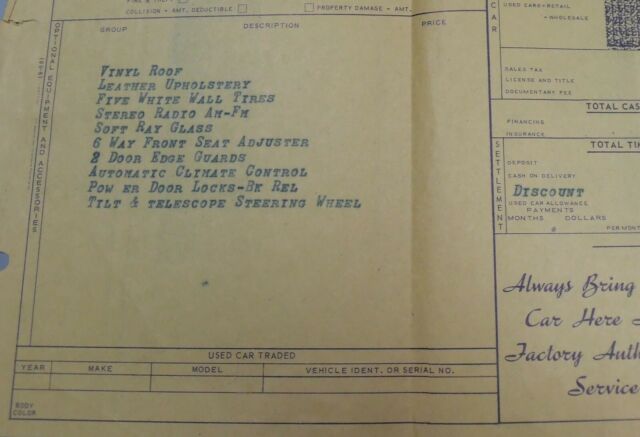 COLLISION - AMT. DEDUCTIBLE
PROPERTY DAMAGE - AMT.
GROUP DESCRIPTION PRICE
OPTIONAL EQUIPMENT AND ACCESSORIES
VINYL ROOF
LEATHER UPHOLSTERY
FIVE WHITE WALL TIRES
STEREO RADIO AM-FM
SOFT RAY GLASS
6 WAY FRONT SEAT ADJUSTER
2 DOOR EDGE GUARDS
AUTOMATIC CLIMATE CONTROL
POW ER DOOR LOCKS-BK REL
TILT & TELESCOPE STEERING WHEEL
USED CAR TRADED
YEAR MAKE MODEL VEHICLE IDENT. OR SERIAL NO.
BODY
COLOR
CAR
USED CAR-RETAIL
-WHOLESALE
SALES TAX
LICENSE AND TITLE
DOCUMENTARY FEE
TOTAL CAS
FINANCING
INSURANCE
TOTAL TI
SETTLEMENT
DEPOSIT
CASH ON DELIVERY
DISCOUNT
USED CAR ALLOWANCE
PAYMENTS
MONTHS DOLLARS
PER MONT
Always Bring
Car Here
Factory Auth
Service